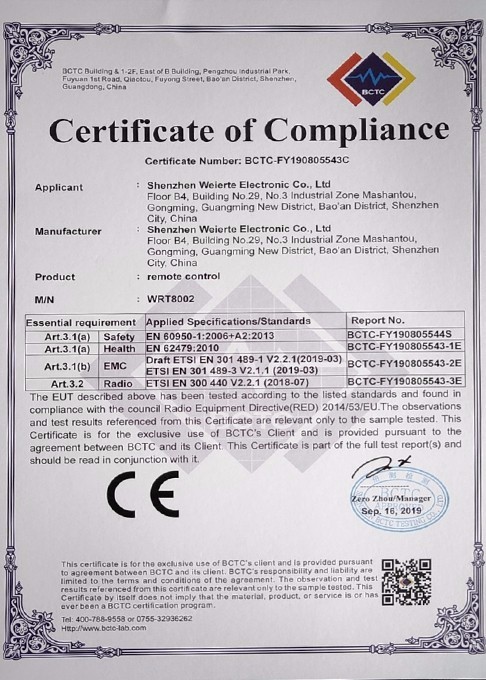 BCTC Building & 1-2F, East of B Building, Pengzhou Industrial Park,
Fuyuan 1st Road, Qiaotou, Fuyong Street, Bao'an District, Shenzhen,
Guangdong, China
BCTC
Certificate of Compliance
Certificate Number: BCTC-FY190805543C
Applicant : Shenzhen Weierte Electronic Co., Ltd
Floor B4, Building No.29, No.3 Industrial Zone Mashantou,
Gongming, Guangming New District, Bao'an District, Shenzhen
City, China
Manufacturer : Shenzhen Weierte Electronic Co., Ltd
Floor B4, Building No.29, No.3 Industrial Zone Mashantou,
Gongming, Guangming New District, Bao'an District, Shenzhen
City, China
Product : remote control
M/N : WRT8002
Essential requirement Applied Specifications/Standards Report No.
Art.3.1(a) Safety EN 60950-1:2006+A2:2013 BCTC-FY190805544S
Art.3.1(a) Health EN 62479:2010 BCTC-FY190805543-1E
Art.3.1(b) EMC Draft ETSI EN 301 489-1 V2.2.1(2019-03) BCTC-FY190805543-2E
ETSI EN 301 489-3 V2.1.1 (2019-03)
Art.3.2 Radio ETSI EN 300 440 V2.2.1 (2018-07) BCTC-FY190805543-3E
The EUT described above has been tested according to the listed standards and found in
compliance with the council Radio Equipment Directive(RED) 2014/53/EU.The observations
and test results referenced from this Certificate are relevant only to the sample tested. This
Certificate is for the exclusive use of BCTC's Client and is provided pursuant to the
agreement between BCTC and its Client. This Certificate is part of the full test report(s) and
should be read in conjunction with it.
CE
BCTC
Zero Zhou/Manager
APPROVED
Sep, 16, 2019
This certificate is for the exclusive use of BCTC's client and is provided pursuant
to agreement between BCTC and its client. BCTC's responsibility and liability are
limited to the terms and conditions of the agreement. The observation and test
results referenced from this certificate are relevant only to the sample tested. This
Certificate by itself does not imply that the material, product, or service is or has
ever been a BCTC certification program.
Tel: 400-788-9558 or 0755-32936262
Http://www.bctc-lab.com